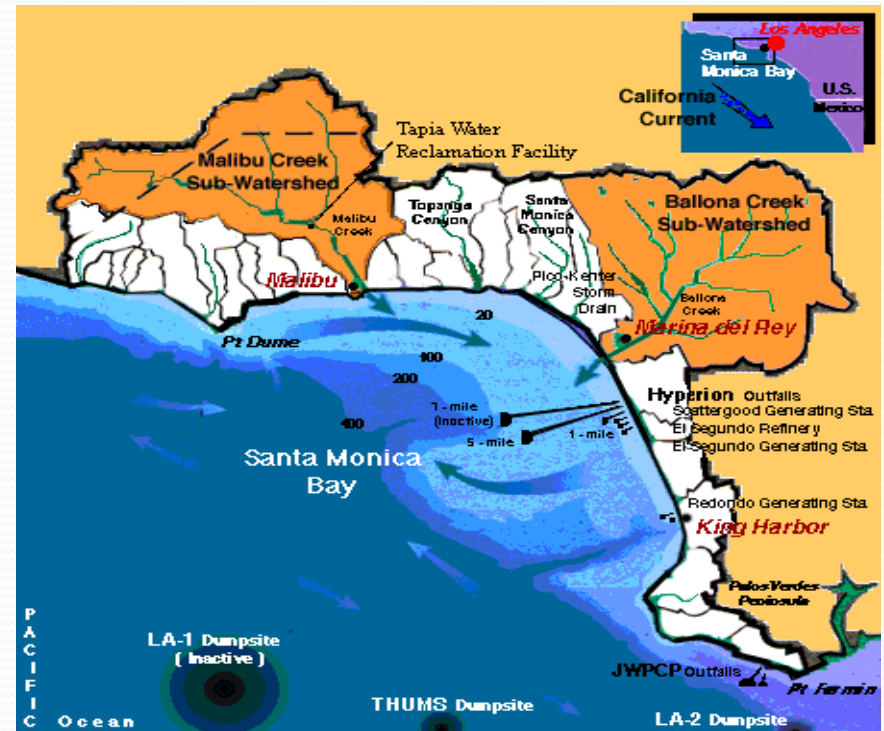 Los Angeles
Santa
Monica Bay
U.S.
Mexico
California
Current
Tapia Water
Reclamation Facility
Malibu Creek
Sub-Watershed
Malibu
Creek
Topanga
Canyon
Santa
Monica
Canyon
Ballona Creek
Sub-Watershed
Pico-Kenter
Storm
Drain
Ballona
Creek
Malibu
Marina del Rey
Pt Dume
20
100
200
400
7 - mile
(Inactive)
5 - mile
1 - mile
Hyperion Outfalls
Scattergood Generating Sta.
El Segundo Refinery
El Segundo Generating Sta.
Santa Monica
Bay
Redondo Generating Sta.
King Harbor
Palos Verdes
Peninsula
PACIFIC
Ocean
LA-1 Dumpsite
( Inactive )
JWPCP Outfalls
Pt Fermin
THUMS Dumpsite
LA-2 Dumpsite